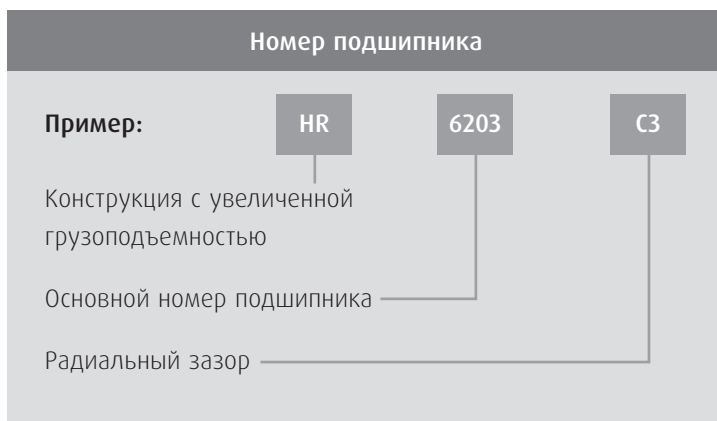 Номер подшипника
Пример: HR 6203 C3
Конструкция с увеличенной
грузоподъемностью
Основной номер подшипника
Радиальный зазор